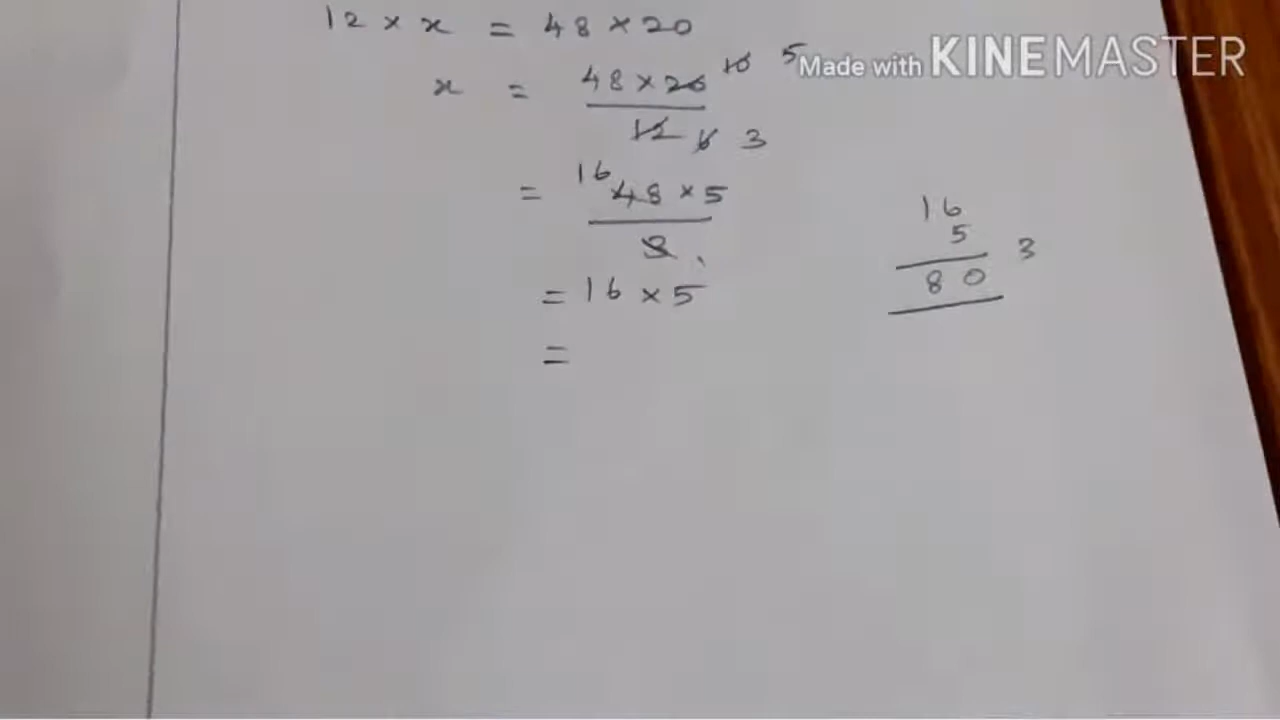 12 × x = 48 × 20
x = 48 × 20 10 5
12 6 3
= 16 48 × 5
3
= 16 × 5
=
16
5 3
80
Made with KINEMASTER